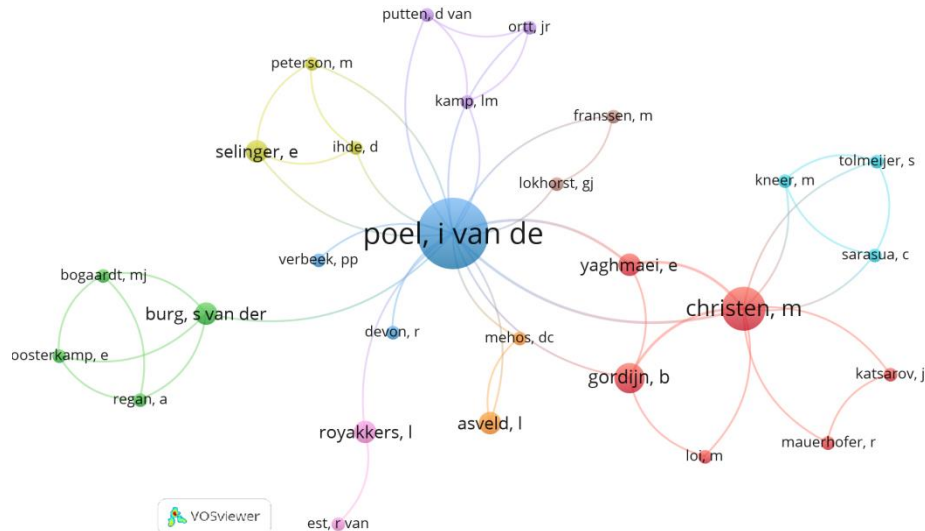 putten, d van
ortt, jr
peterson, m
kamp, lm
franssen, m
selinger, e
ihde, d
tolmeijer, s
kneer, m
lokhorst, gj
poel, i van de
verbeek, pp
yaghmaei, e
sarasua, c
bogaardt, mj
burg, s van der
christen, m
devon, r
mehos, dc
oosterkamp, e
gordijn, b
katsarov, j
regan, a
royakkers, l
asveld, l
mauerhofer, r
loi, m
est, r van
VOSviewer